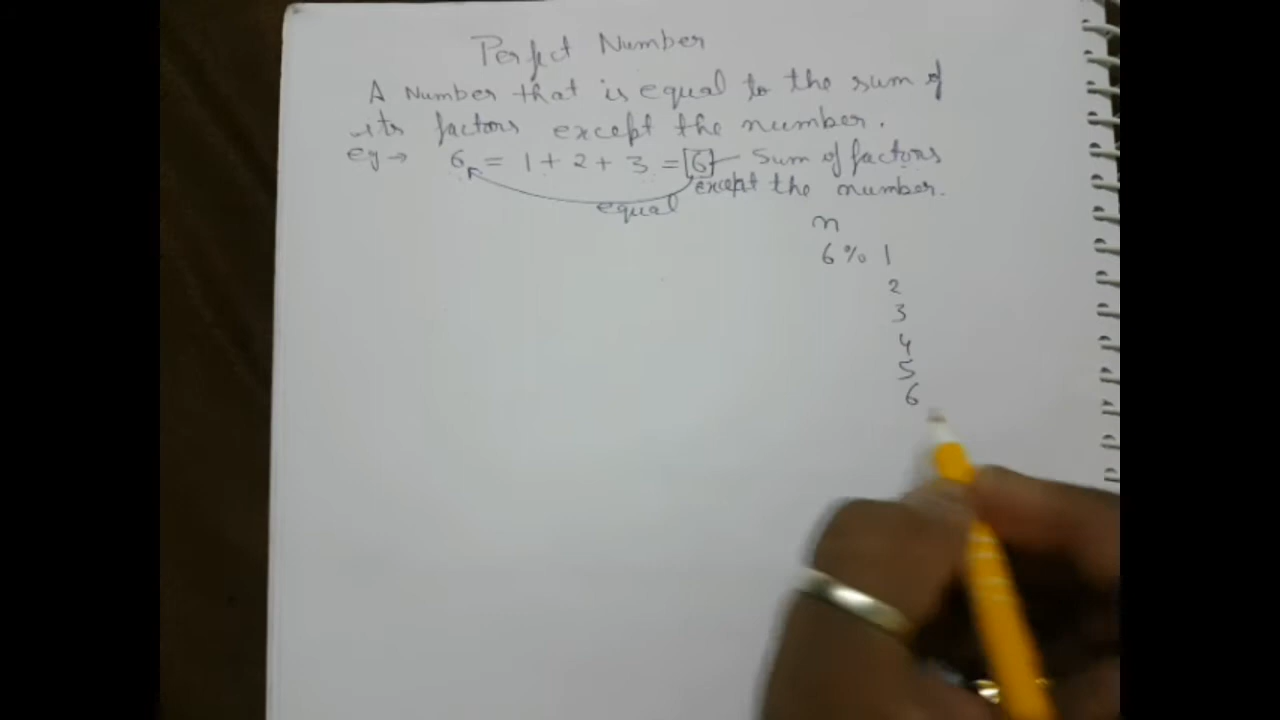 Perfect Number
A Number that is equal to the sum of
its factors except the number.
eg → 6 = 1 + 2 + 3 = 6 — Sum of factors
except the number.
equal
n
6 % 1
2
3
4
5
6